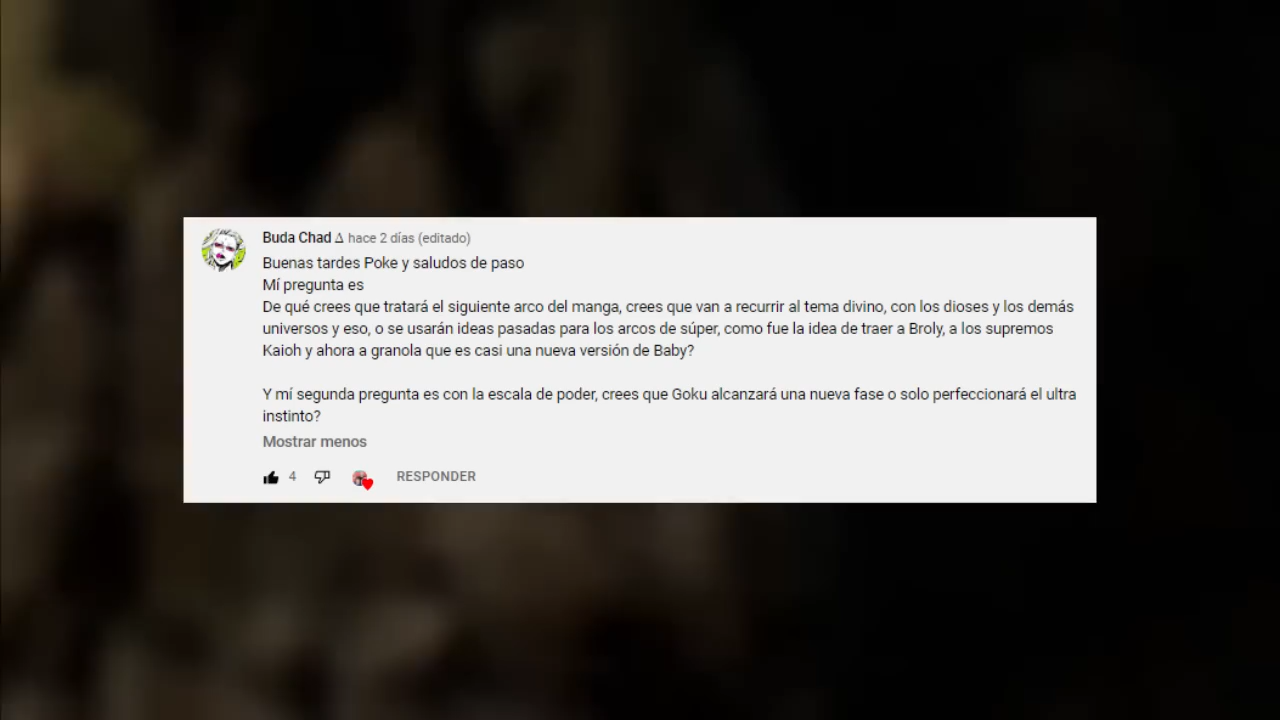 Buda Chad Δ hace 2 días (editado)
Buenas tardes Poke y saludos de paso
Mí pregunta es
De qué crees que tratará el siguiente arco del manga, crees que van a recurrir al tema divino, con los dioses y los demás
universos y eso, o se usarán ideas pasadas para los arcos de súper, como fue la idea de traer a Broly, a los supremos
Kaioh y ahora a granola que es casi una nueva versión de Baby?
Y mí segunda pregunta es con la escala de poder, crees que Goku alcanzará una nueva fase o solo perfeccionará el ultra
instinto?
Mostrar menos
4 RESPONDER